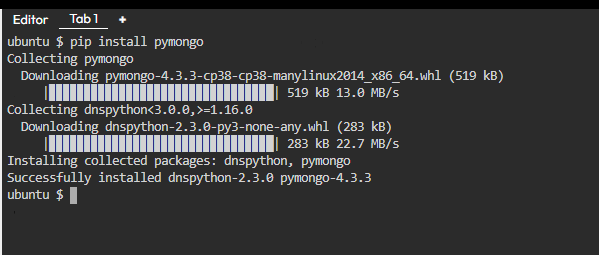 Editor Tab 1 +
ubuntu $ pip install pymongo
Collecting pymongo
Downloading pymongo-4.3.3-cp38-cp38-manylinux2014_x86_64.whl (519 kB)
|████████████████████████████████| 519 kB 13.0 MB/s
Collecting dnspython<3.0.0,>=1.16.0
Downloading dnspython-2.3.0-py3-none-any.whl (283 kB)
|████████████████████████████████| 283 kB 22.7 MB/s
Installing collected packages: dnspython, pymongo
Successfully installed dnspython-2.3.0 pymongo-4.3.3
ubuntu $